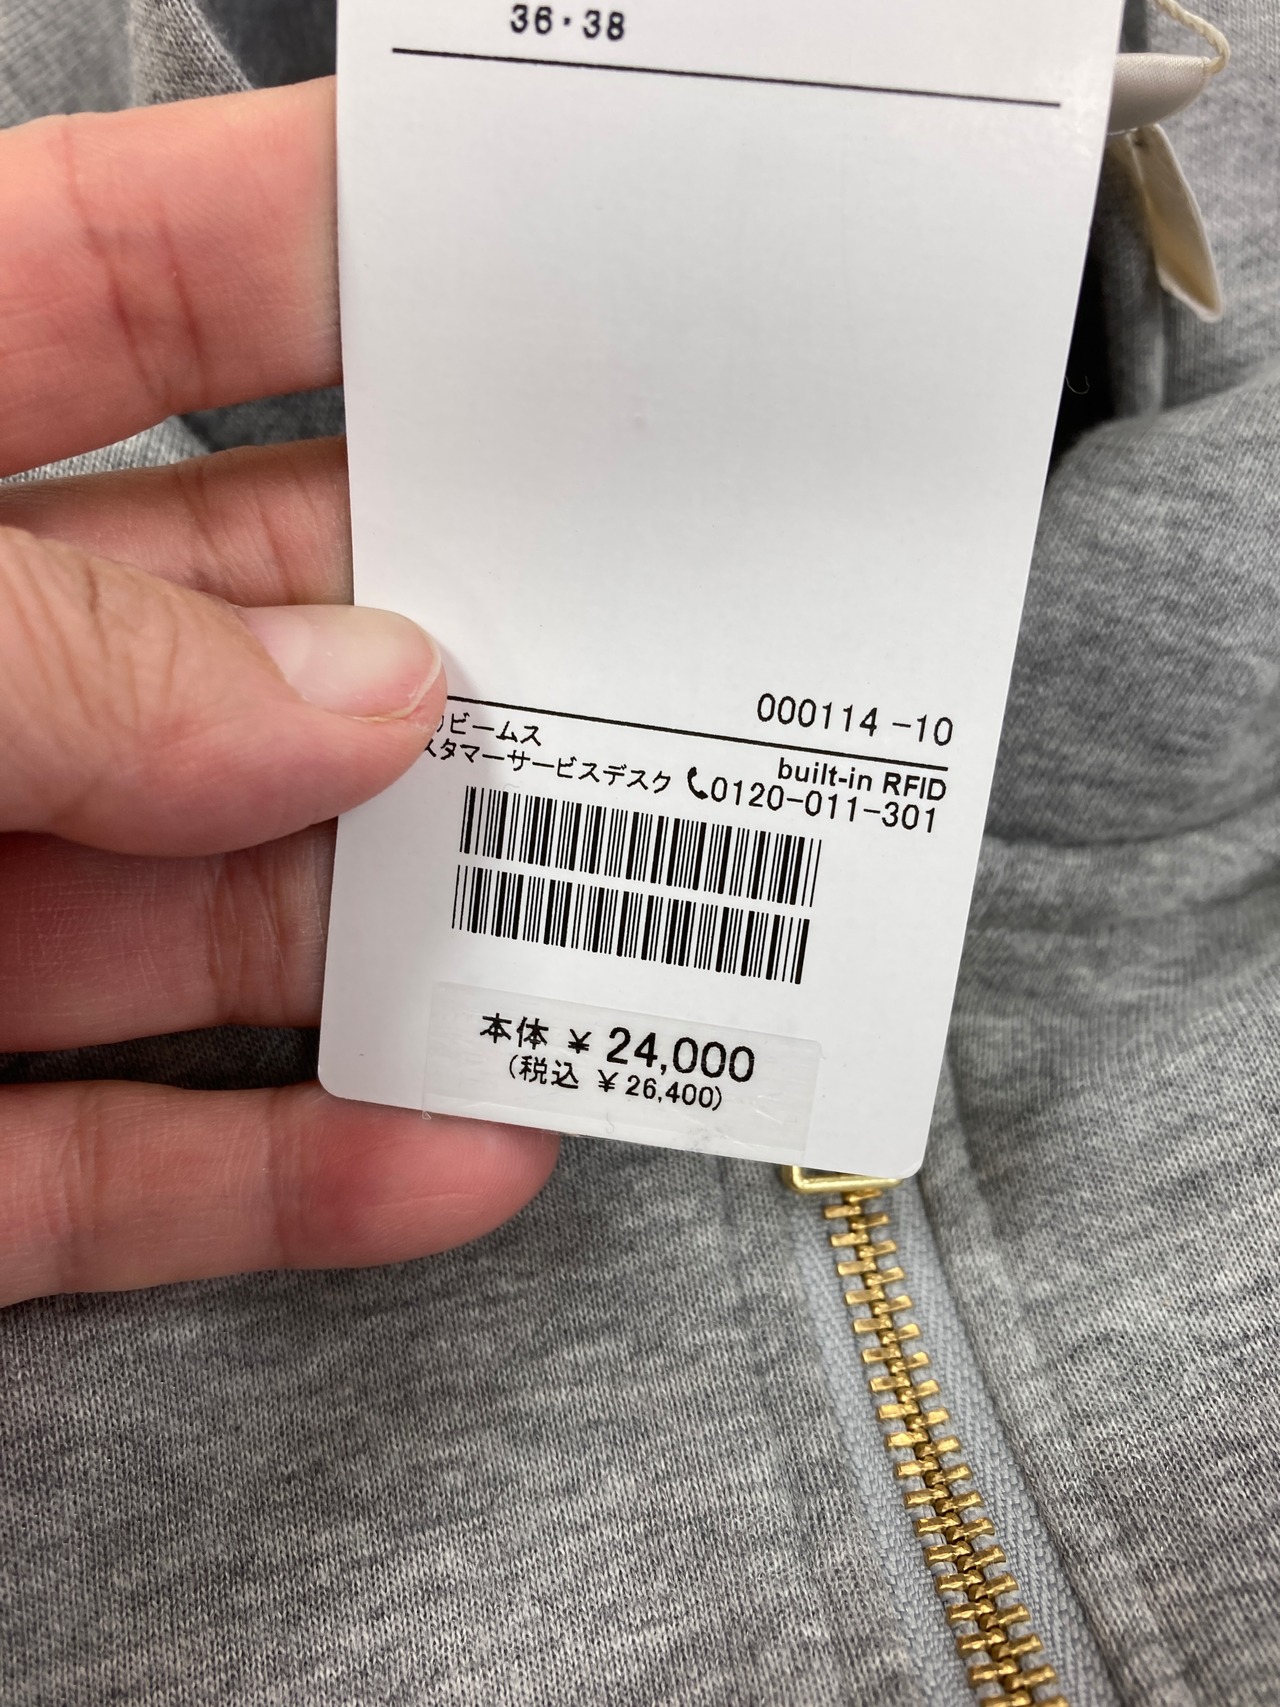 36・38
000114 -10
ビームス
built-in RFID
タマーサービスデスク 0120-011-301
本体 ¥ 24,000
(税込 ¥ 26,400)